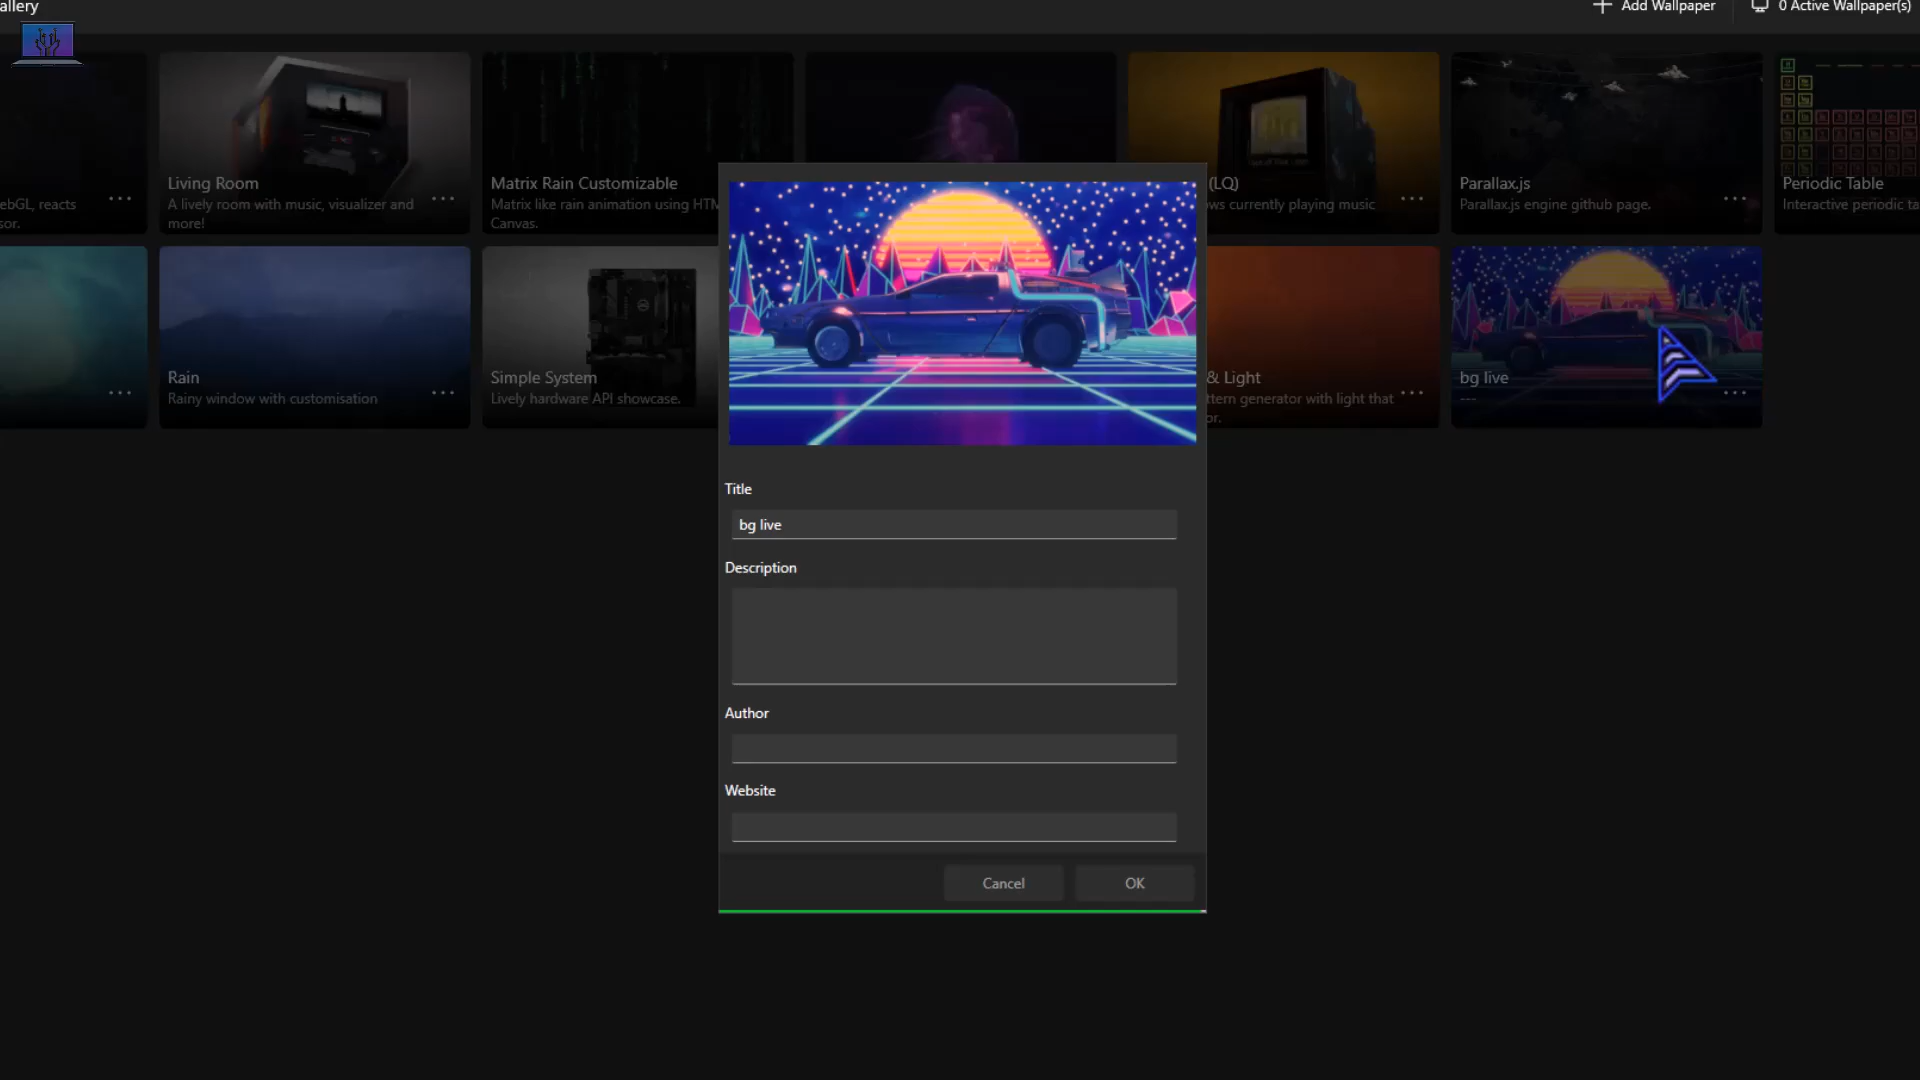 allery
Add Wallpaper
0 Active Wallpaper(s)
ebGL, reacts
sor.
Living Room
A lively room with music, visualizer and
more!
Matrix Rain Customizable
Matrix like rain animation using HTM
Canvas.
(LQ)
ws currently playing music
Parallax.js
Parallax.js engine github page.
Periodic Table
Interactive periodic ta
Rain
Rainy window with customisation
Simple System
Lively hardware API showcase.
& Light
ttern generator with light that
or.
bg live
---
Title
bg live
Description
Author
Website
Cancel
OK